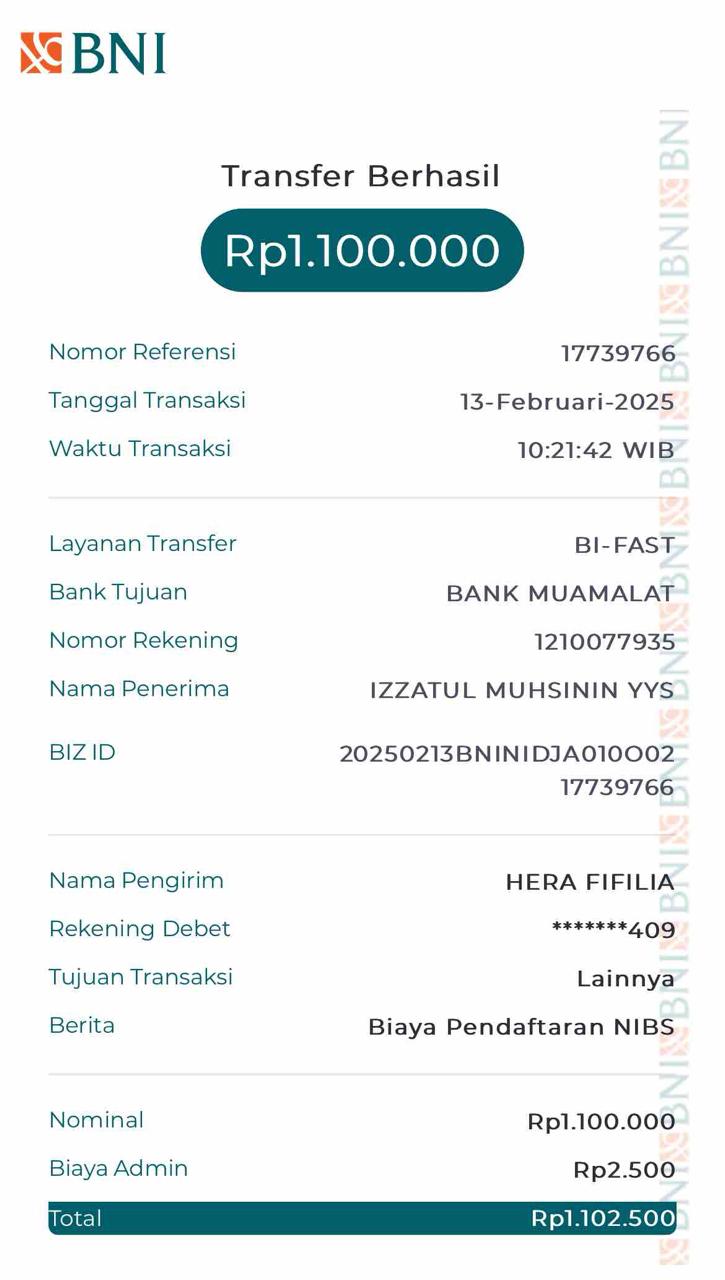 BNI
Transfer Berhasil
Rp1.100.000
Nomor Referensi 17739766
Tanggal Transaksi 13-Februari-2025
Waktu Transaksi 10:21:42 WIB
Layanan Transfer BI-FAST
Bank Tujuan BANK MUAMALAT
Nomor Rekening 1210077935
Nama Penerima IZZATUL MUHSININ YYS
BIZ ID 20250213BNINIDJA010O02
17739766
Nama Pengirim HERA FIFILIA
Rekening Debet *******409
Tujuan Transaksi Lainnya
Berita Biaya Pendaftaran NIBS
Nominal Rp1.100.000
Biaya Admin Rp2.500
Total Rp1.102.500
BNI BNI BNI BNI BNI BNI BNI BNI BNI BNI BNI